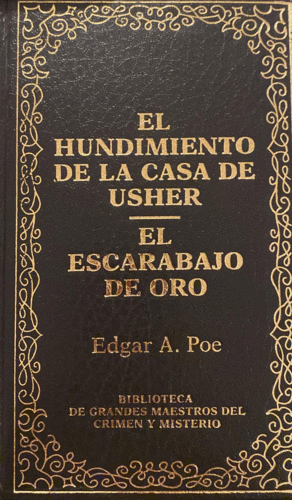 EL
HUNDIMIENTO
DE LA CASA DE
USHER
EL
ESCARABAJO
DE ORO
Edgar A. Poe
BIBLIOTECA
DE GRANDES MAESTROS DEL
CRIMEN Y MISTERIO